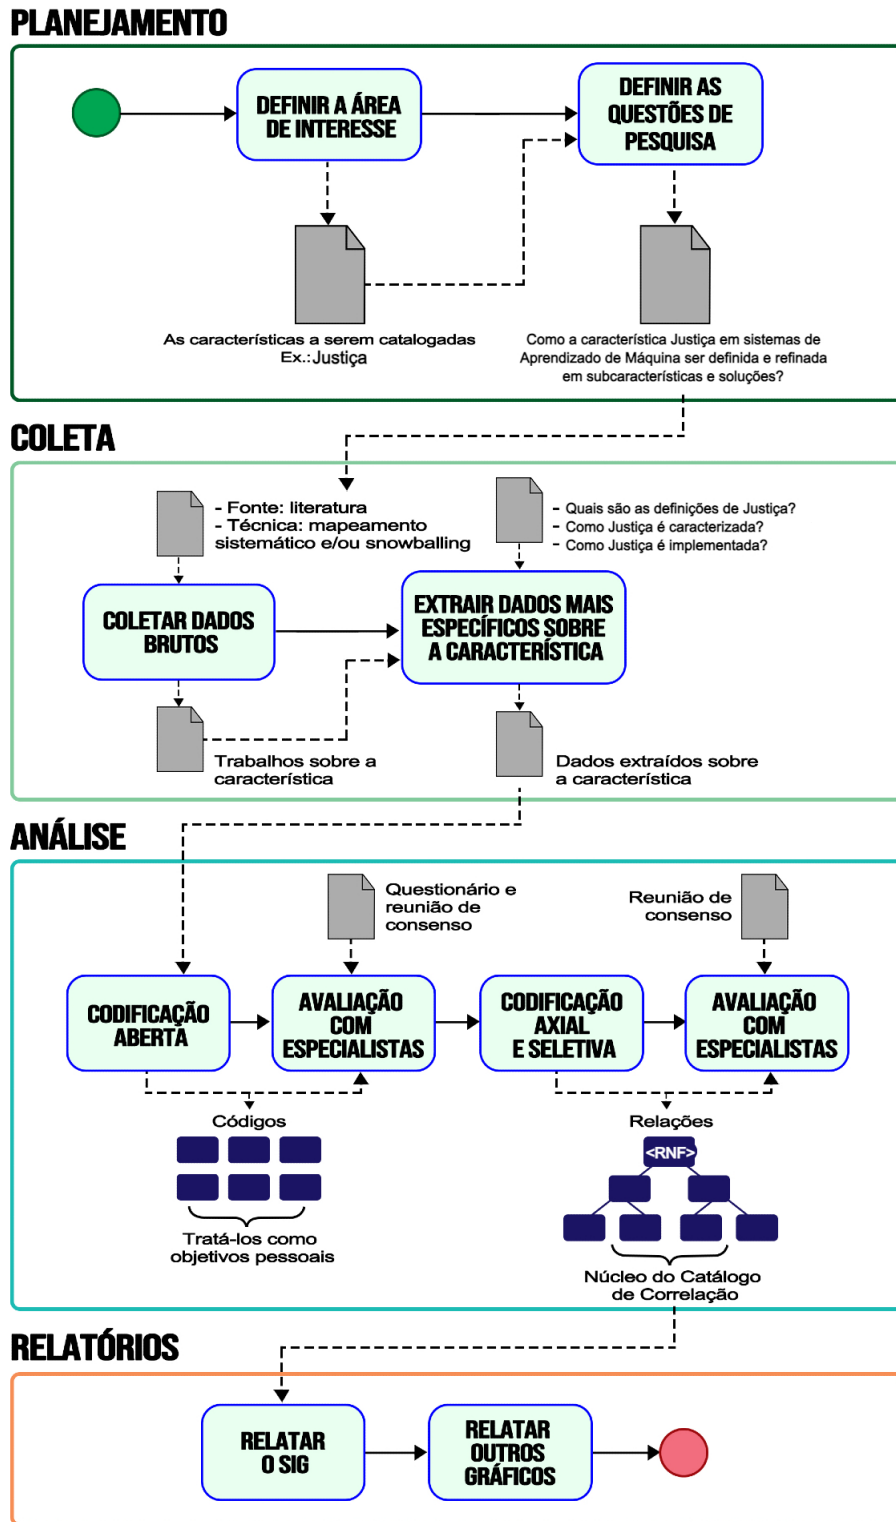 PLANEJAMENTO
DEFINIR A ÁREA
DE INTERESSE
DEFINIR AS
QUESTÕES DE
PESQUISA
As características a serem catalogadas
Ex.: Justiça
Como a característica Justiça em sistemas de
Aprendizado de Máquina ser definida e refinada
em subcaracterísticas e soluções?
COLETA
- Fonte: literatura
- Técnica: mapeamento
sistemático e/ou snowballing
- Quais são as definições de Justiça?
- Como Justiça é caracterizada?
- Como Justiça é implementada?
COLETAR DADOS
BRUTOS
EXTRAIR DADOS MAIS
ESPECÍFICOS SOBRE
A CARACTERÍSTICA
Trabalhos sobre a
característica
Dados extraídos sobre
a característica
ANÁLISE
Questionário e
reunião de
consenso
Reunião de
consenso
CODIFICAÇÃO
ABERTA
AVALIAÇÃO
COM
ESPECIALISTAS
CODIFICAÇÃO
AXIAL
E SELETIVA
AVALIAÇÃO
COM
ESPECIALISTAS
Códigos
Tratá-los como
objetivos pessoais
Relações
<RNF>
Núcleo do Catálogo
de Correlação
RELATÓRIOS
RELATAR
O SIG
RELATAR
OUTROS
GRÁFICOS